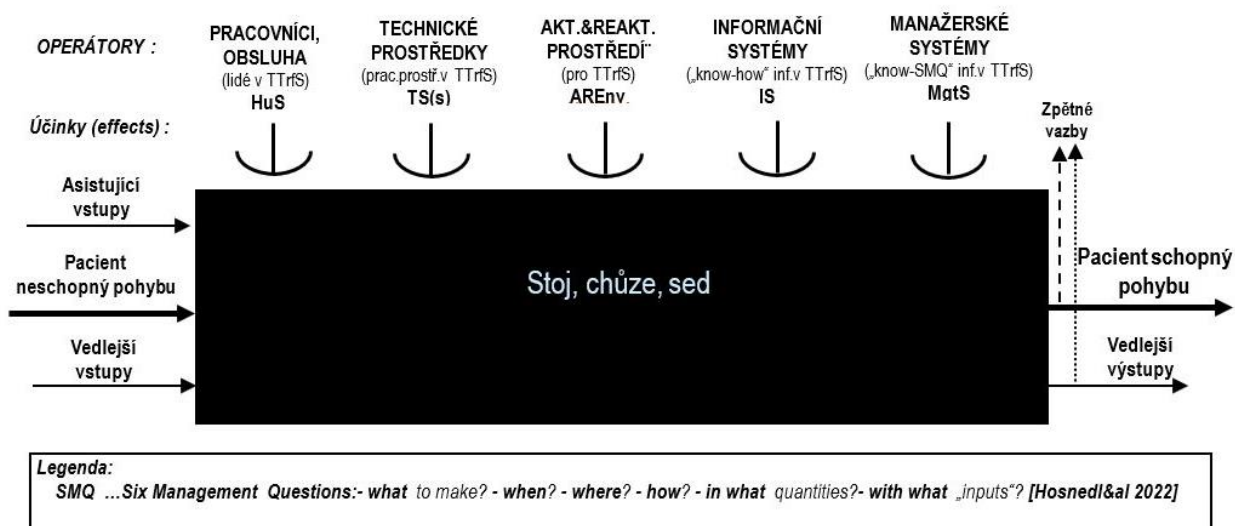 OPERÁTORY :
PRACOVNÍCI,
OBSLUHA
(lidé v TTrfS)
HuS
TECHNICKÉ
PROSTŘEDKY
(prac.prostř.v TTrfS)
TS(s)
AKT.&REAKT.
PROSTŘEDÍ¨
(pro TTrfS)
AREnv.
INFORMAČNÍ
SYSTÉMY
(„know-how“ inf.v TTrfS)
IS
MANAŽERSKÉ
SYSTÉMY
(„know-SMQ“ inf.v TTrfS)
MgtS
Účinky (effects) :
Zpětné
vazby
Asistující
vstupy
Pacient
neschopný pohybu
Vedlejší
vstupy
Stoj, chůze, sed
Pacient schopný
pohybu
Vedlejší
výstupy
Legenda:
SMQ ...Six Management Questions:- what to make? - when? - where? - how? - in what quantities?- with what „inputs“? [Hosnedl&al 2022]